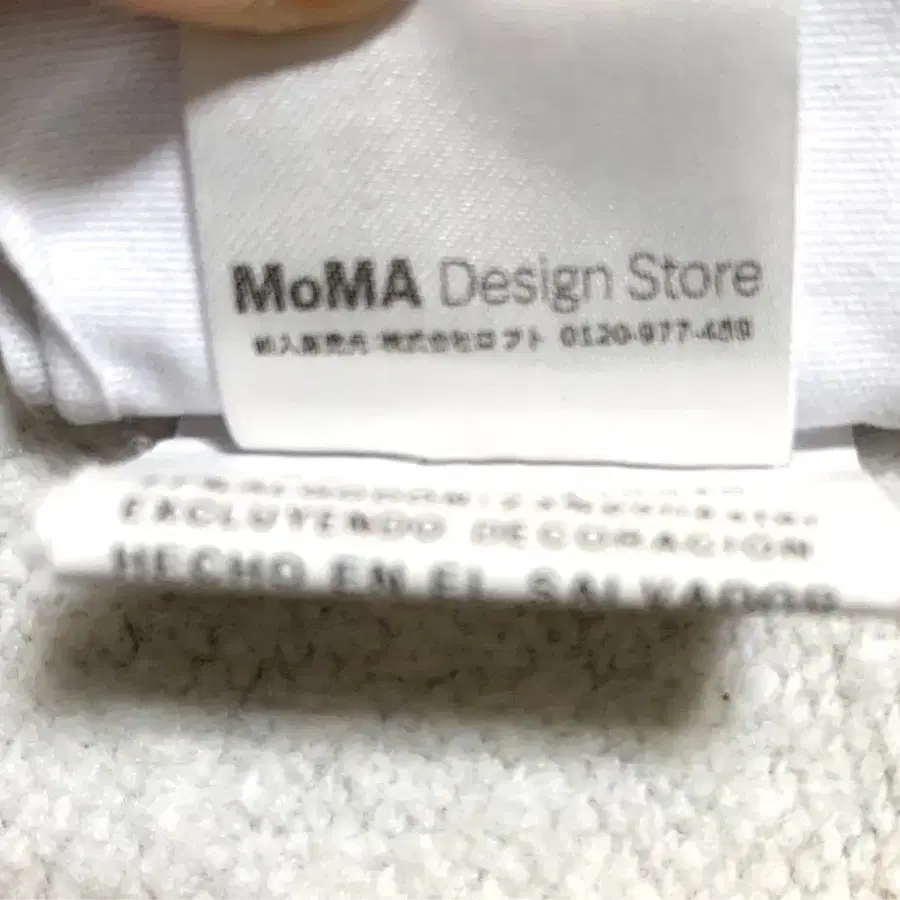 MoMA Design Store
輸入販売元:株式会社ロフト 0120-977-489
EXCLUYENDO DECORACION
HECHO EN EL SALVADOR